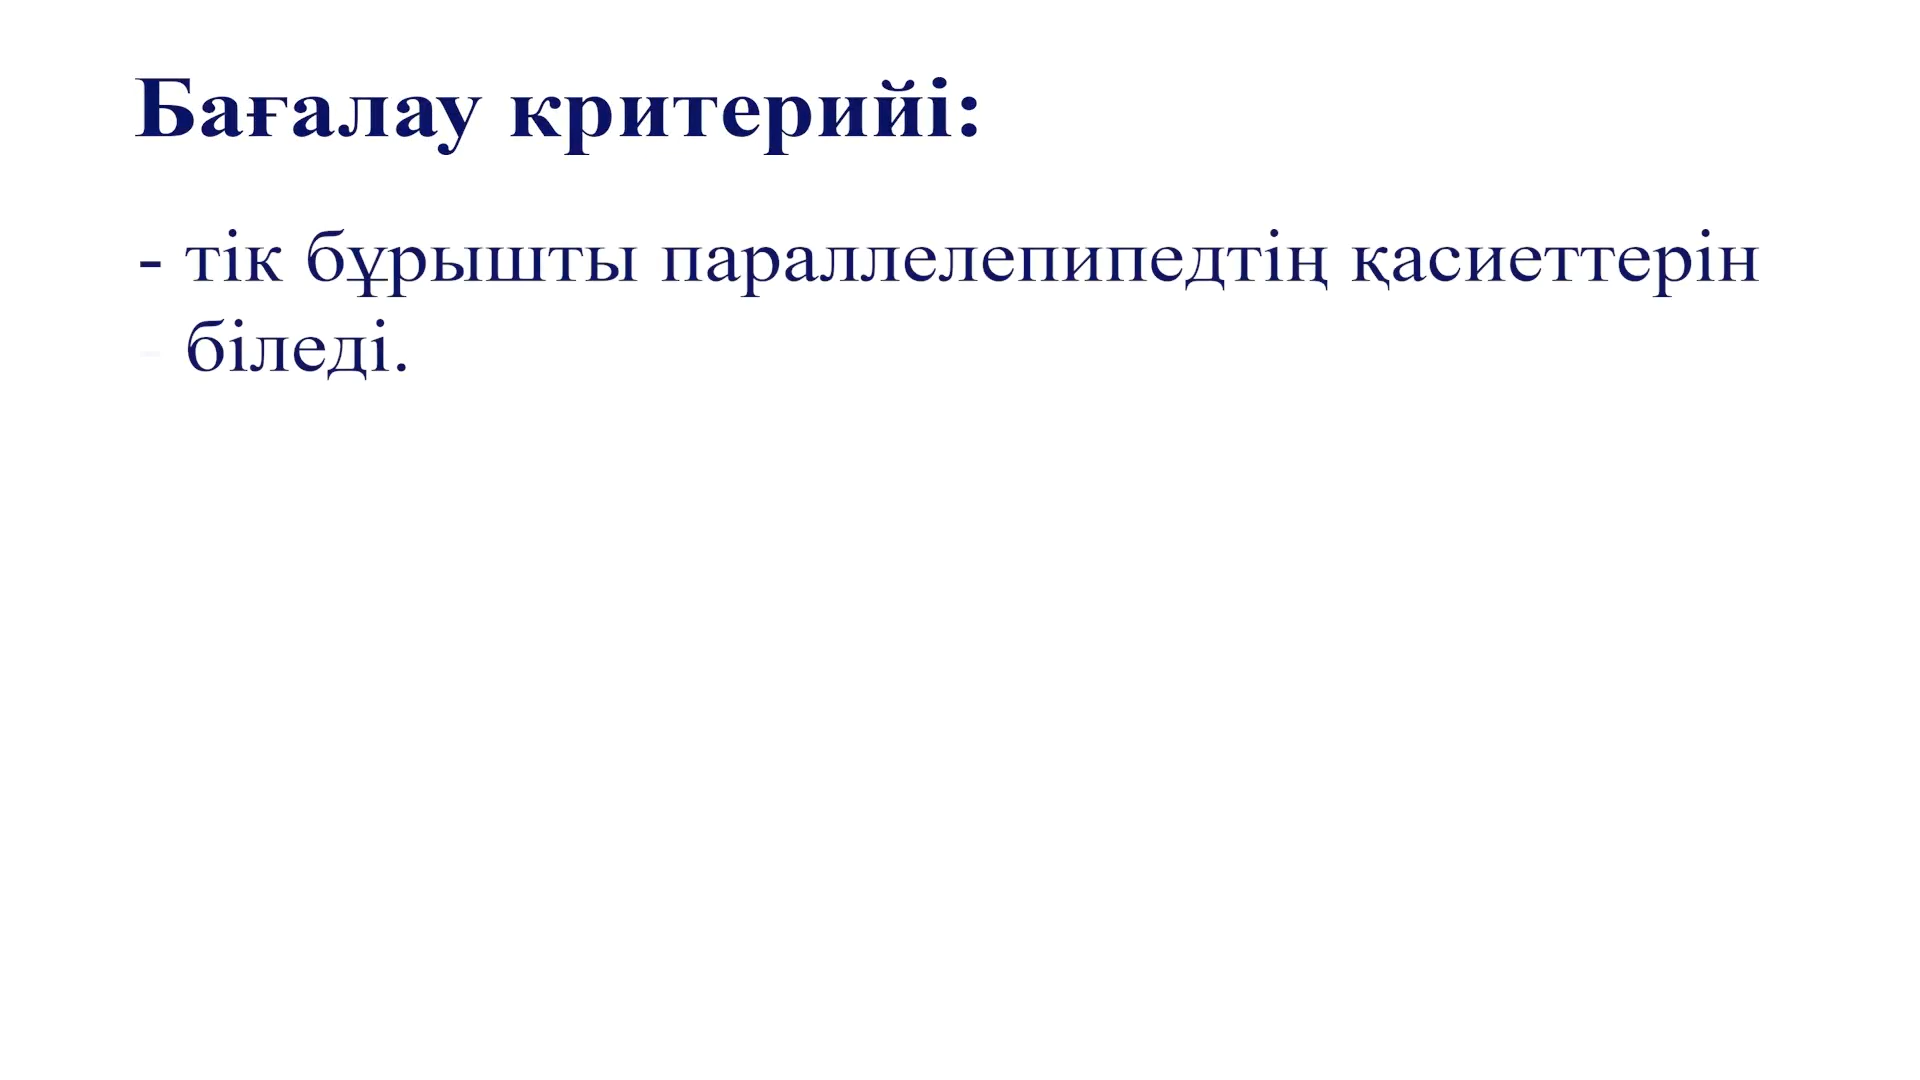 Бағалау критерийі:
- тік бұрышты параллелепипедтің қасиеттерін
- біледі.